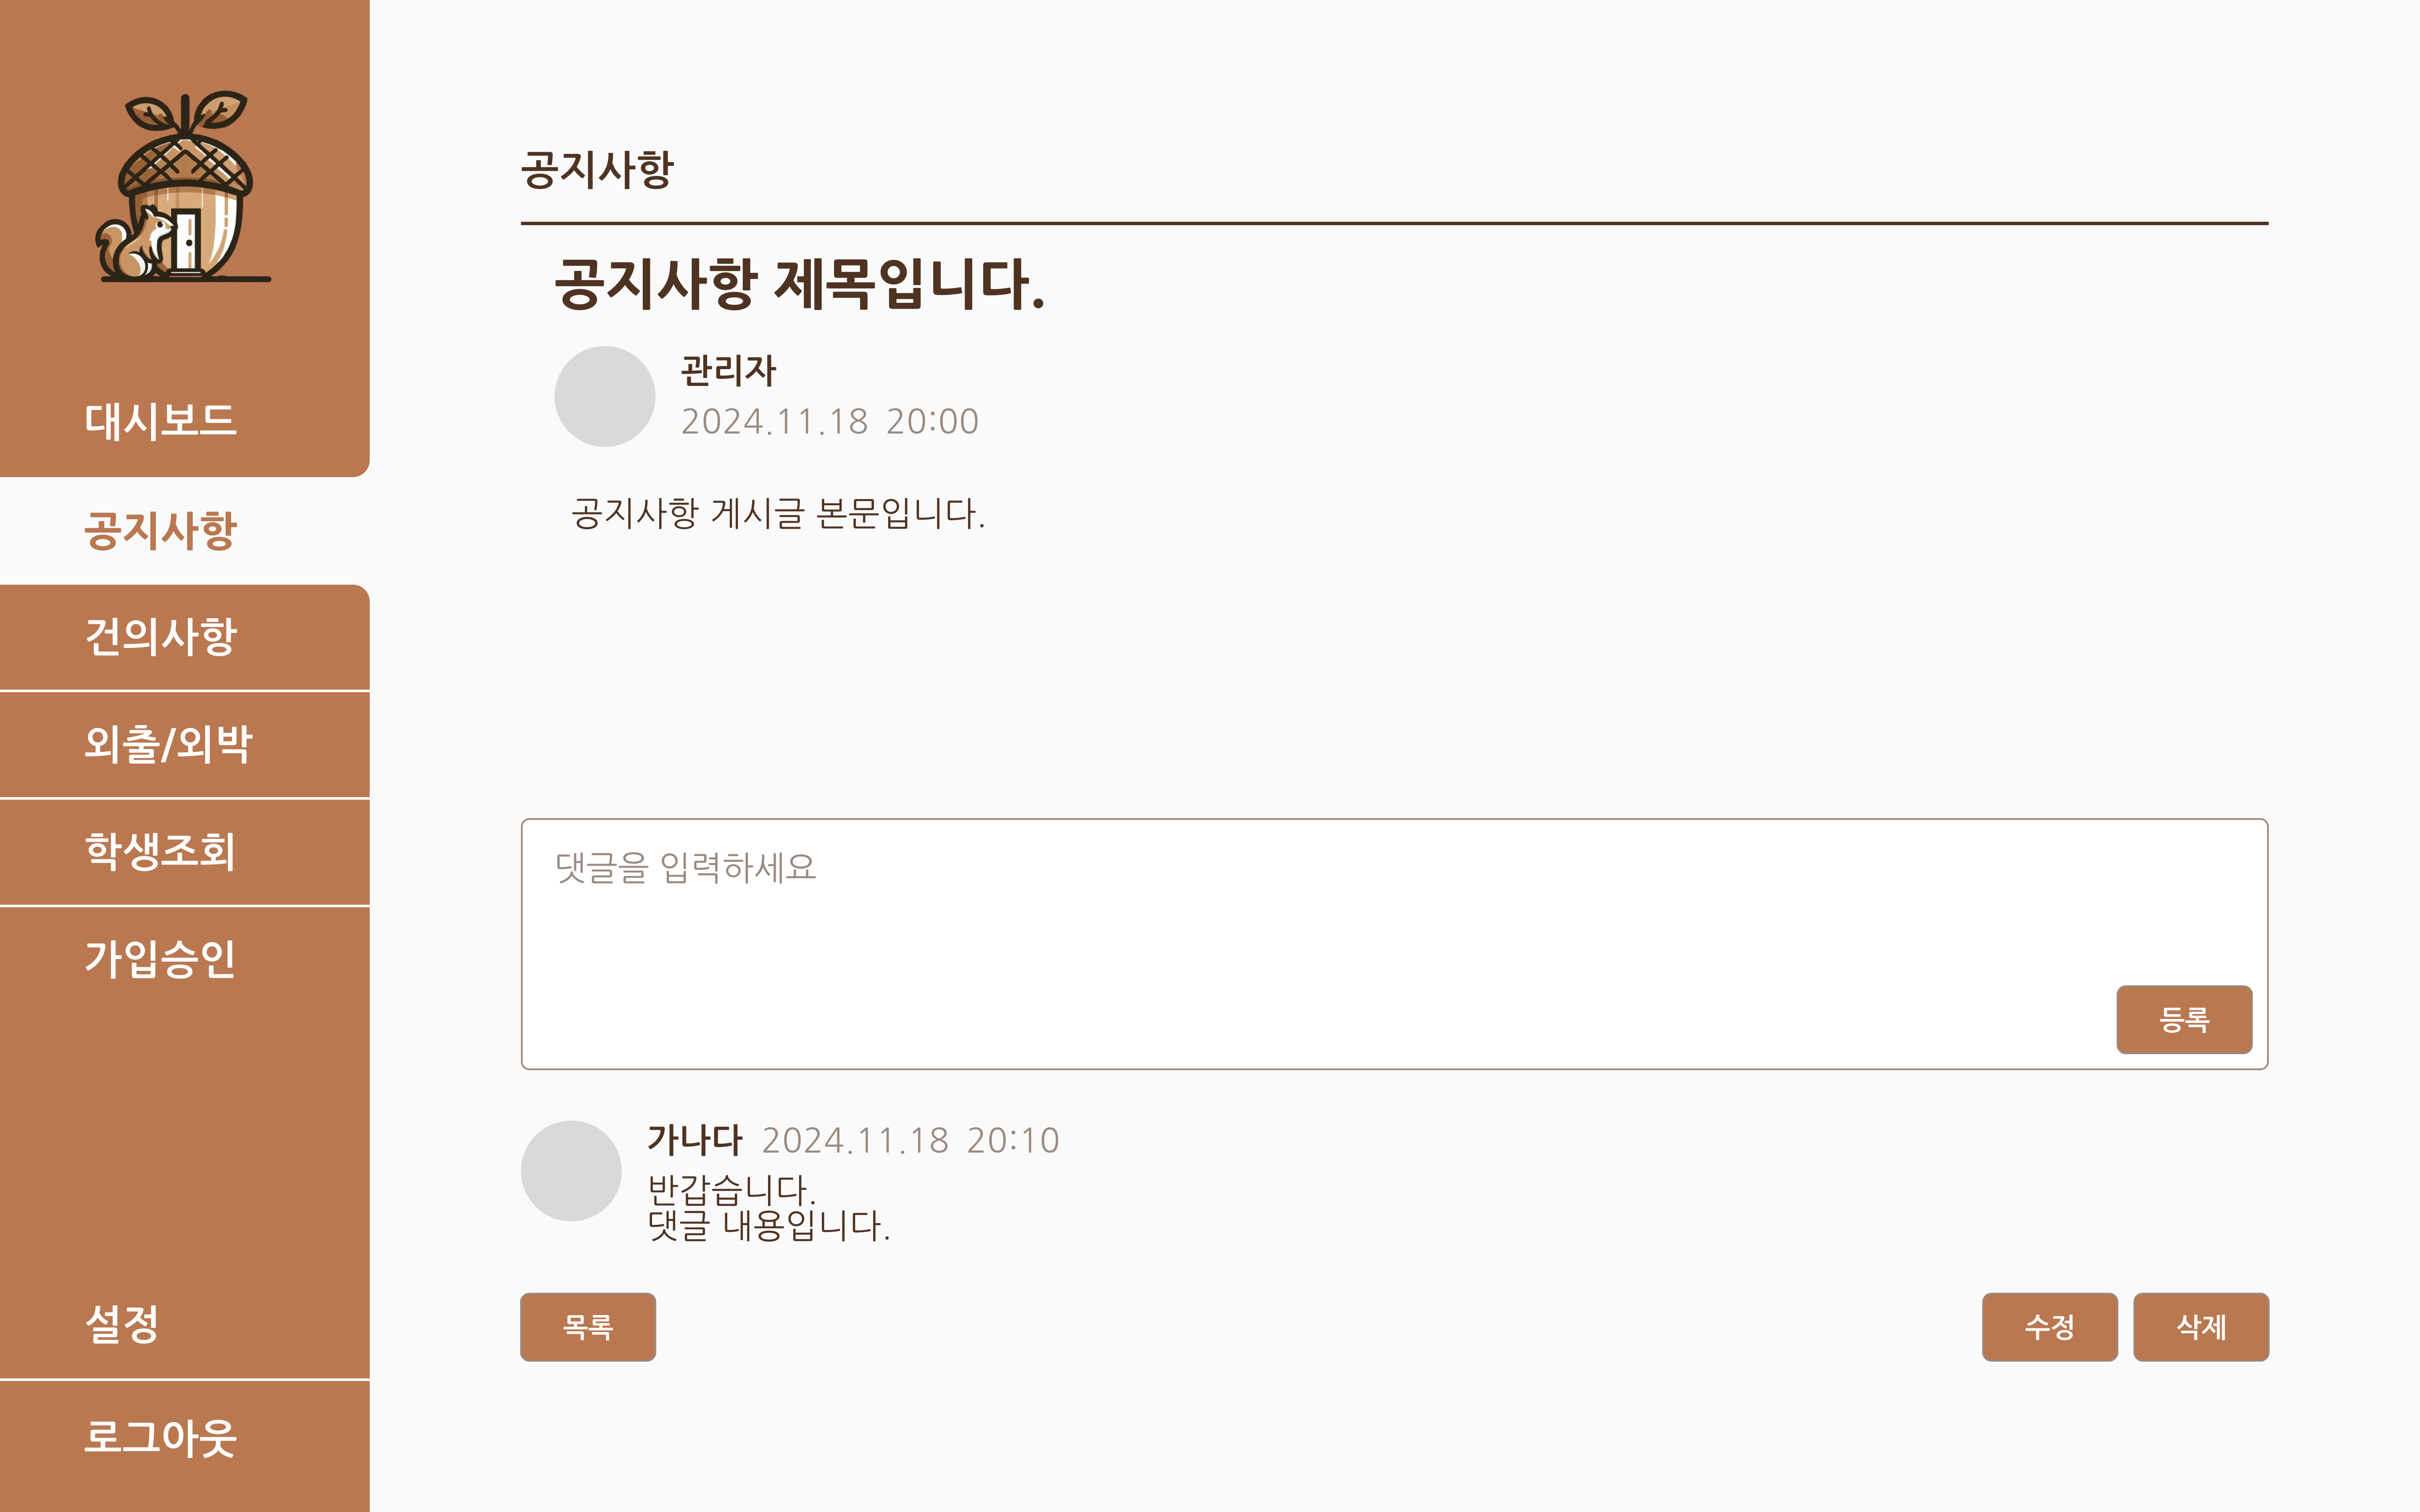 대시보드
공지사항
건의사항
외출/외박
학생조회
가입승인
설정
로그아웃
공지사항
공지사항 제목입니다.
관리자
2024.11.18 20:00
공지사항 게시글 본문입니다.
댓글을 입력하세요
등록
가나다 2024.11.18 20:10
반갑습니다.
댓글 내용입니다.
목록
수정
삭제